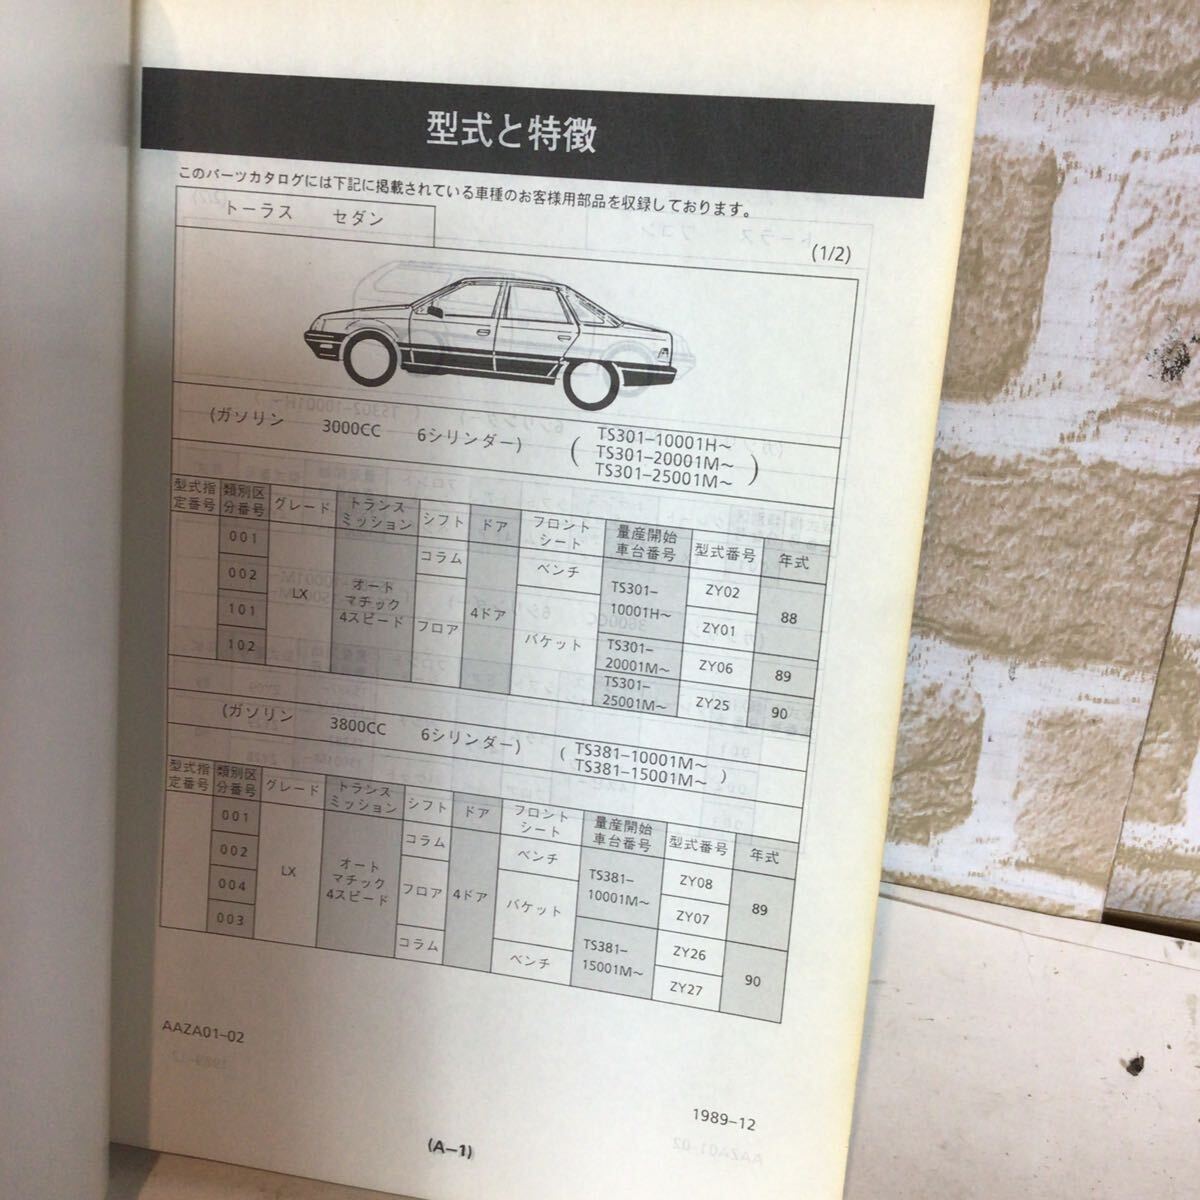 型式と特徴
このパーツカタログには下記に掲載されている車種のお客様用部品を収録しております。
トーラス セダン
(1/2)
(ガソリン 3000CC 6シリンダー)
(TS301-10001H～
TS301-20001M～
TS301-25001M～)
型式指定番号 類別区分番号 グレード トランスミッション シフト ドア フロントシート 量産開始車台番号 型式番号 年式
001 コラム ベンチ TS301-10001H～ ZY02 88
002 LX オートマチック4スピード フロア 4ドア バケット ZY01
101 TS301-20001M～ ZY06 89
102 TS301-25001M～ ZY25 90
(ガソリン 3800CC 6シリンダー)
(TS381-10001M～
TS381-15001M～)
型式指定番号 類別区分番号 グレード トランスミッション シフト ドア フロントシート 量産開始車台番号 型式番号 年式
001 コラム ベンチ TS381-10001M～ ZY08 89
002 LX オートマチック4スピード フロア 4ドア バケット ZY07
004 TS381-15001M～ ZY26 90
003 コラム ベンチ ZY27
AAZA01-02
1989-12
(A-1)